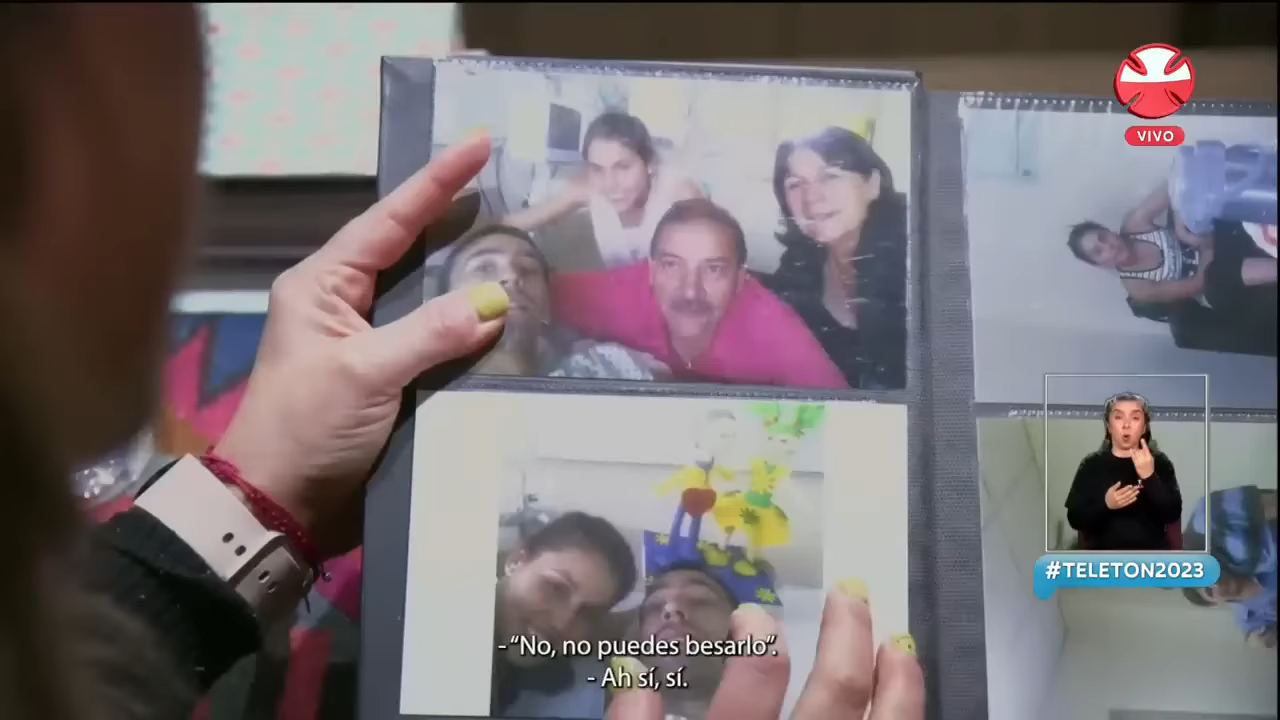 VIVO
#TELETON2023
-“No, no puedes besarlo”.
- Ah sí, sí.